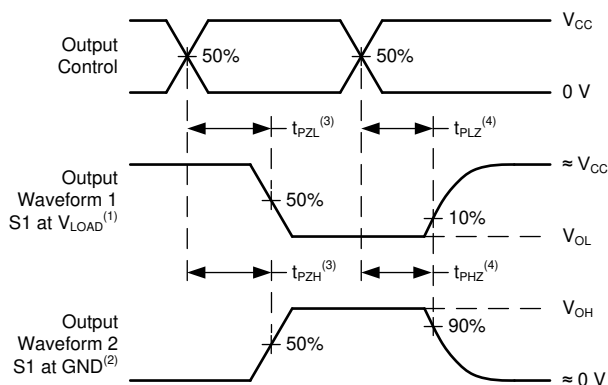 V_CC
Output
Control
50%
50%
0 V
t_PZL^(3)
t_PLZ^(4)
≈ V_CC
Output
Waveform 1
S1 at V_LOAD^(1)
50%
10%
V_OL
t_PZH^(3)
t_PHZ^(4)
V_OH
Output
Waveform 2
S1 at GND^(2)
50%
90%
≈ 0 V